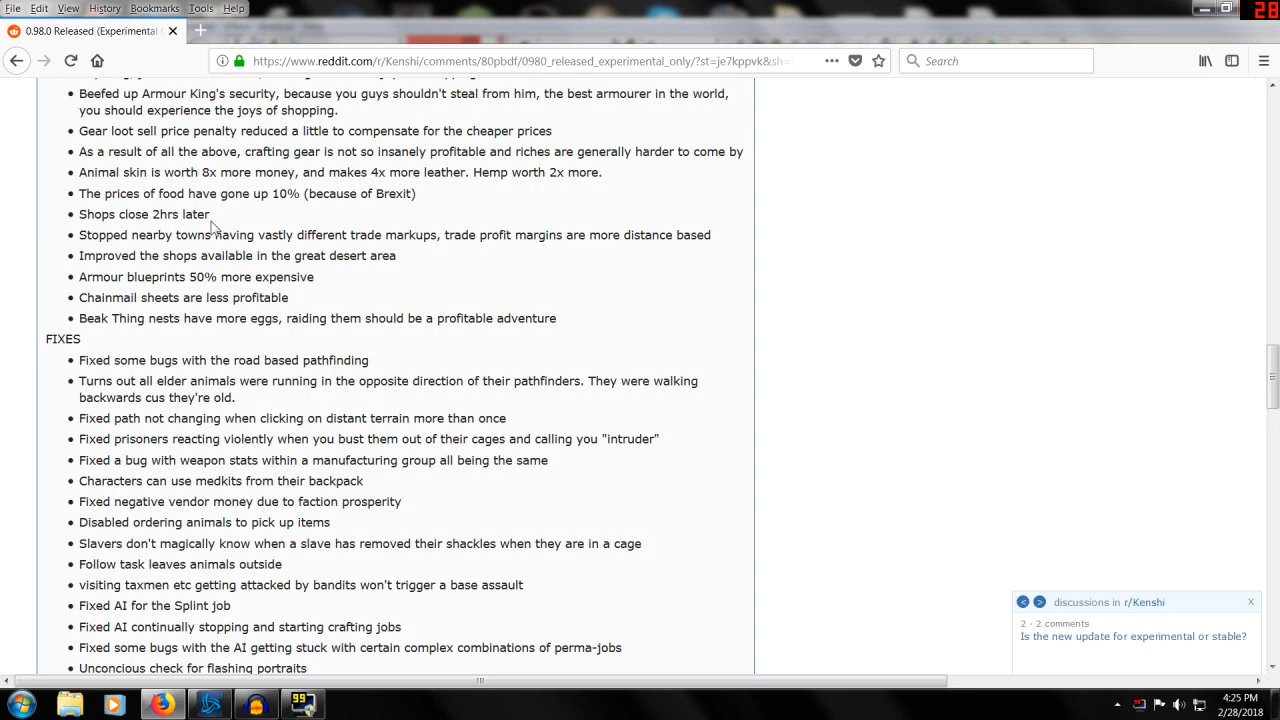 File Edit View History Bookmarks Tools Help
28
0.98.0 Released (Experimental
https://www.reddit.com/r/Kenshi/comments/80pbdf/0980_released_experimental_only/?st=je7kppvk&sh=
Search
Beefed up Armour King's security, because you guys shouldn't steal from him, the best armourer in the world,
you should experience the joys of shopping.
Gear loot sell price penalty reduced a little to compensate for the cheaper prices
As a result of all the above, crafting gear is not so insanely profitable and riches are generally harder to come by
Animal skin is worth 8x more money, and makes 4x more leather. Hemp worth 2x more.
The prices of food have gone up 10% (because of Brexit)
Shops close 2hrs later
Stopped nearby towns having vastly different trade markups, trade profit margins are more distance based
Improved the shops available in the great desert area
Armour blueprints 50% more expensive
Chainmail sheets are less profitable
Beak Thing nests have more eggs, raiding them should be a profitable adventure
FIXES
Fixed some bugs with the road based pathfinding
Turns out all elder animals were running in the opposite direction of their pathfinders. They were walking
backwards cus they're old.
Fixed path not changing when clicking on distant terrain more than once
Fixed prisoners reacting violently when you bust them out of their cages and calling you "intruder"
Fixed a bug with weapon stats within a manufacturing group all being the same
Characters can use medkits from their backpack
Fixed negative vendor money due to faction prosperity
Disabled ordering animals to pick up items
Slavers don't magically know when a slave has removed their shackles when they are in a cage
Follow task leaves animals outside
visiting taxmen etc getting attacked by bandits won't trigger a base assault
Fixed AI for the Splint job
Fixed AI continually stopping and starting crafting jobs
Fixed some bugs with the AI getting stuck with certain complex combinations of perma-jobs
Unconcious check for flashing portraits
discussions in r/Kenshi X
2 · 2 comments
Is the new update for experimental or stable?
99
4:25 PM
2/28/2018